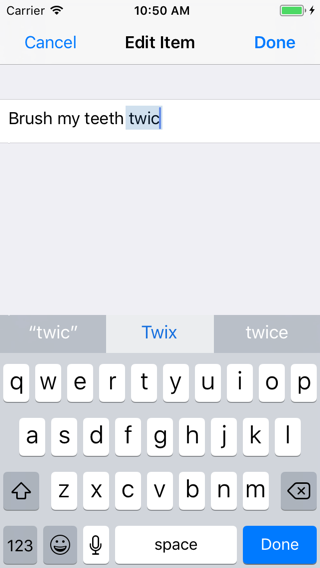 Carrier 10:50 AM
Cancel Edit Item Done
Brush my teeth twic
“twic” Twix twice
q w e r t y u i o p
a s d f g h j k l
z x c v b n m
123 space Done